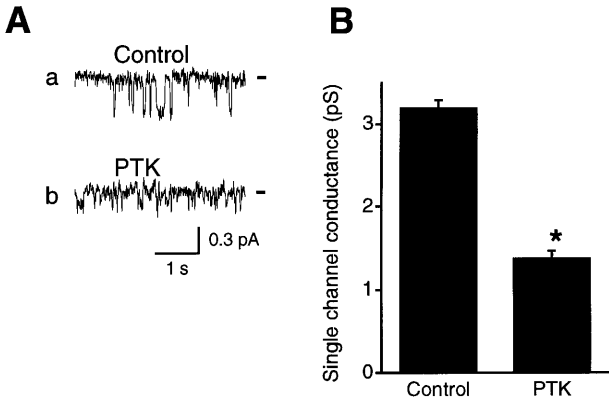 A
Control
a
PTK
b
0.3 pA
1 s
B
Single channel conductance (pS)
3
2
1
0
*
Control
PTK